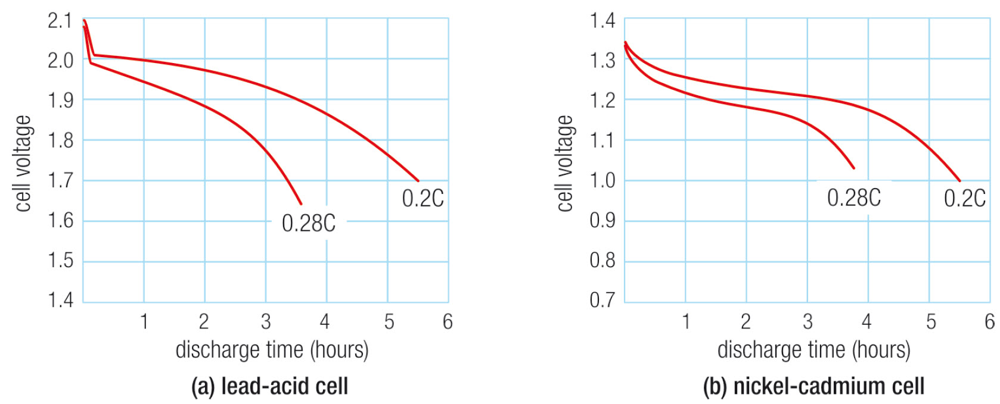 cell voltage
2.1
2.0
1.9
1.8
1.7
1.6
1.5
1.4
0.28C
0.2C
1 2 3 4 5 6
discharge time (hours)
(a) lead-acid cell
cell voltage
1.4
1.3
1.2
1.1
1.0
0.9
0.8
0.7
0.28C
0.2C
1 2 3 4 5 6
discharge time (hours)
(b) nickel-cadmium cell